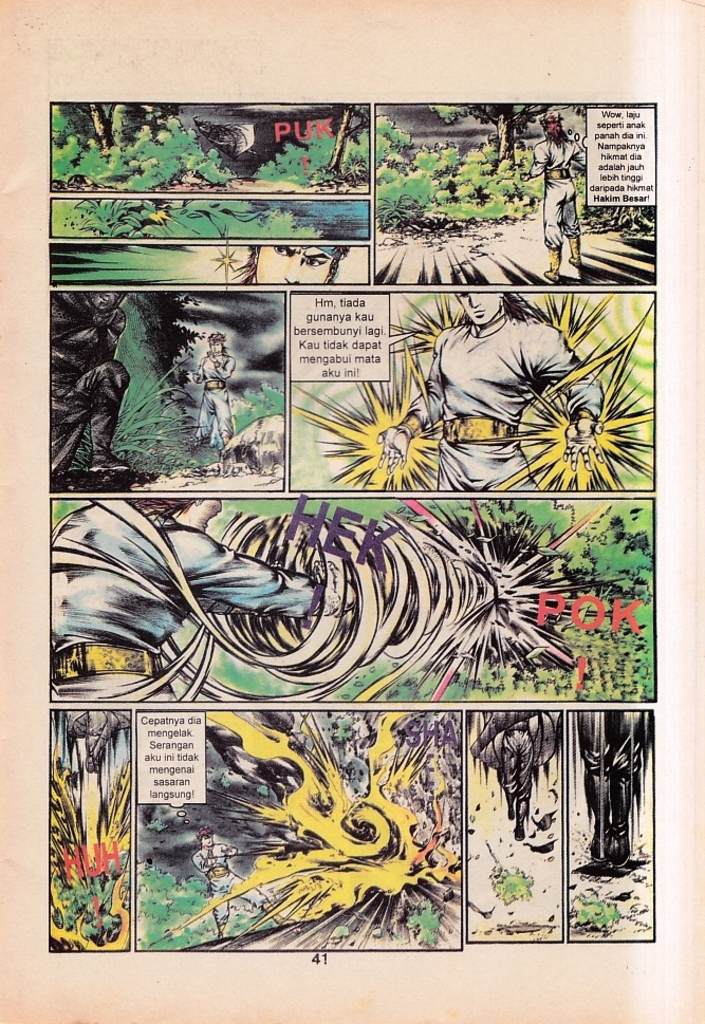 PUK
!
Wow, laju
seperti anak
panah dia ini.
Nampaknya
hikmat dia
adalah jauh
lebih tinggi
daripada hikmat
Hakim Besar!
Hm, tiada
gunanya kau
bersembunyi lagi.
Kau tidak dapat
mengabui mata
aku ini!
HEK
!
POK
!
HUH
!
Cepatnya dia
mengelak.
Serangan
aku ini tidak
mengenai
sasaran
langsung!
SHA
41